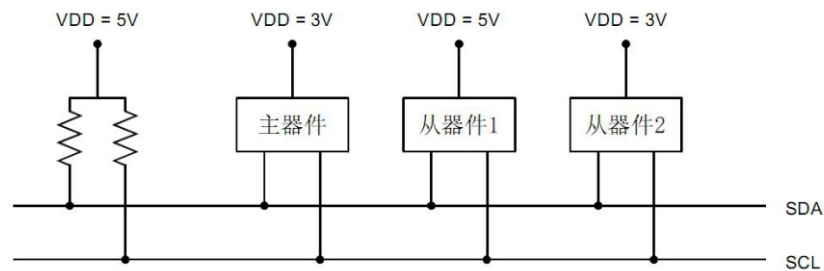 VDD = 5V VDD = 3V VDD = 5V VDD = 3V
主器件 从器件1 从器件2
SDA
SCL